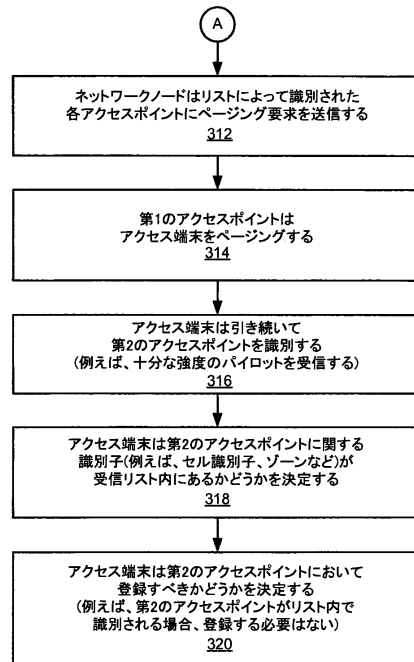 A
ネットワークノードはリストによって識別された
各アクセスポイントにページング要求を送信する
312
第1のアクセスポイントは
アクセス端末をページングする
314
アクセス端末は引き続いて
第2のアクセスポイントを識別する
(例えば、十分な強度のパイロットを受信する)
316
アクセス端末は第2のアクセスポイントに関する
識別子(例えば、セル識別子、ゾーンなど)が
受信リスト内にあるかどうかを決定する
318
アクセス端末は第2のアクセスポイントにおいて
登録すべきかどうかを決定する
(例えば、第2のアクセスポイントがリスト内で
識別される場合、登録する必要はない)
320